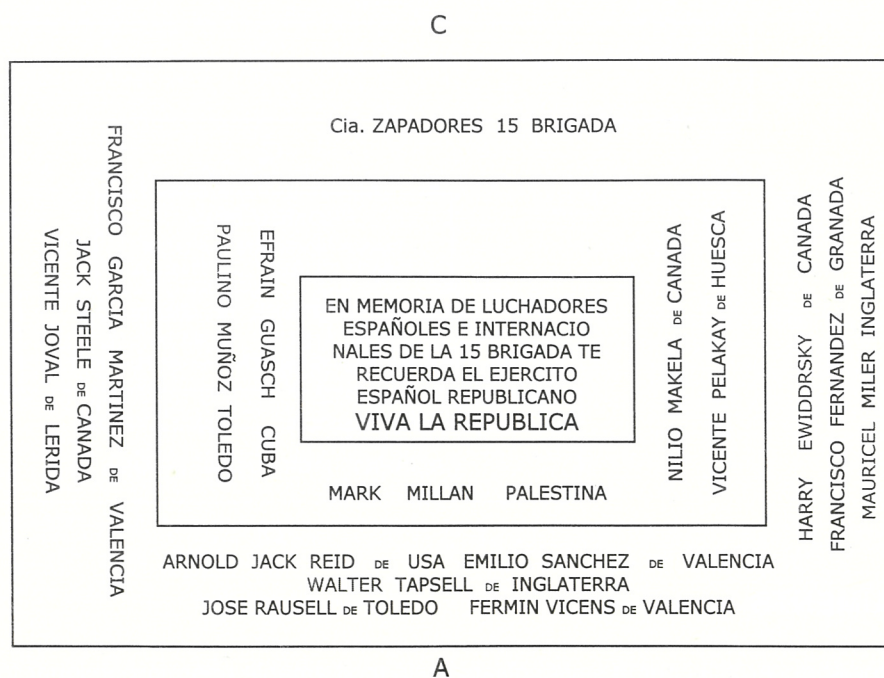 C
Cia. ZAPADORES 15 BRIGADA
FRANCISCO GARCIA MARTINEZ DE VALENCIA
JACK STEELE DE CANADA
VICENTE JOVAL DE LERIDA
PAULINO MUÑOZ TOLEDO
EFRAIN GUASCH CUBA
EN MEMORIA DE LUCHADORES
ESPAÑOLES E INTERNACIO
NALES DE LA 15 BRIGADA TE
RECUERDA EL EJERCITO
ESPAÑOL REPUBLICANO
VIVA LA REPUBLICA
NILIO MAKELA DE CANADA
VICENTE PELAKAY DE HUESCA
HARRY EWIDDRSKY DE CANADA
FRANCISCO FERNANDEZ DE GRANADA
MAURICEL MILER INGLATERRA
MARK MILLAN PALESTINA
ARNOLD JACK REID DE USA EMILIO SANCHEZ DE VALENCIA
WALTER TAPSELL DE INGLATERRA
JOSE RAUSELL DE TOLEDO FERMIN VICENS DE VALENCIA
A